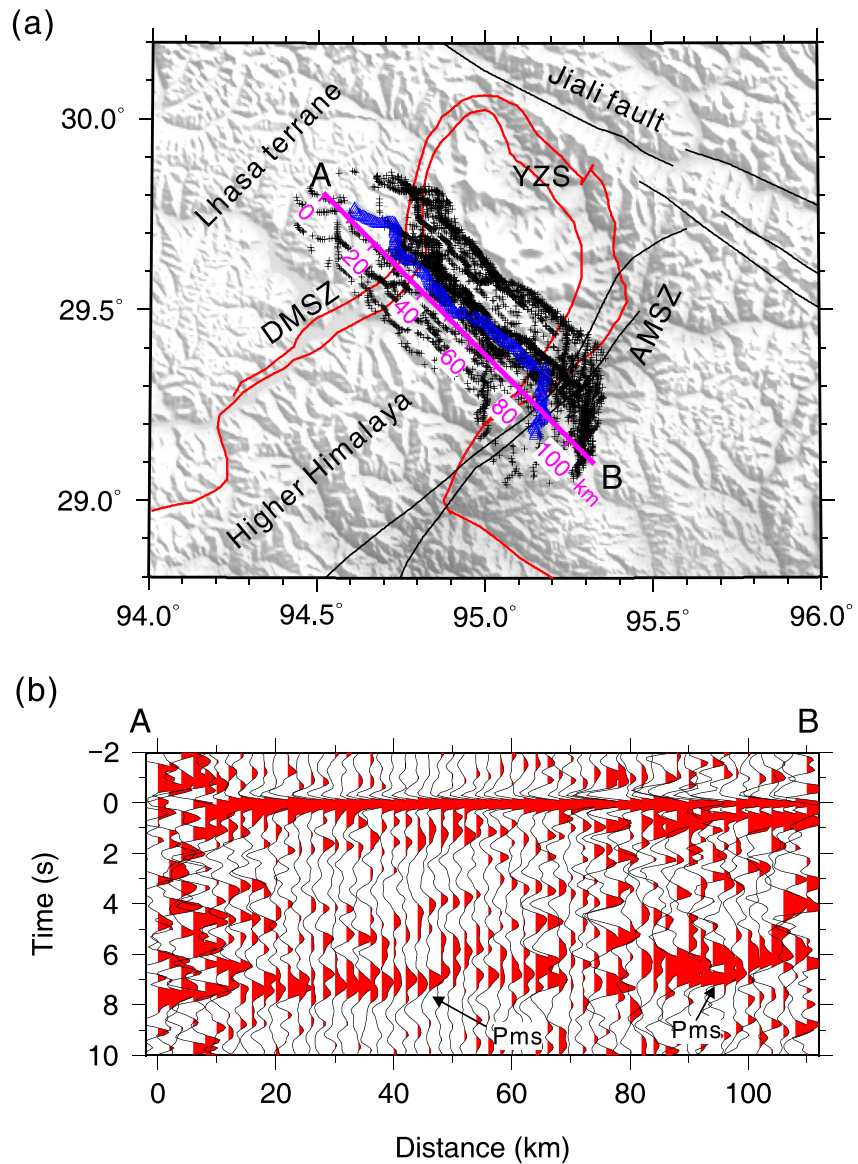 (a)
Jiali fault
30.0°
Lhasa terrane
YZS
A
0
20
29.5°
DMSZ
40
AMSZ
60
80
Higher Himalaya
100 km
B
29.0°
94.0° 94.5° 95.0° 95.5° 96.0°
(b)
A B
−2
0
2
4
6
8
10
Time (s)
Pms Pms
0 20 40 60 80 100
Distance (km)